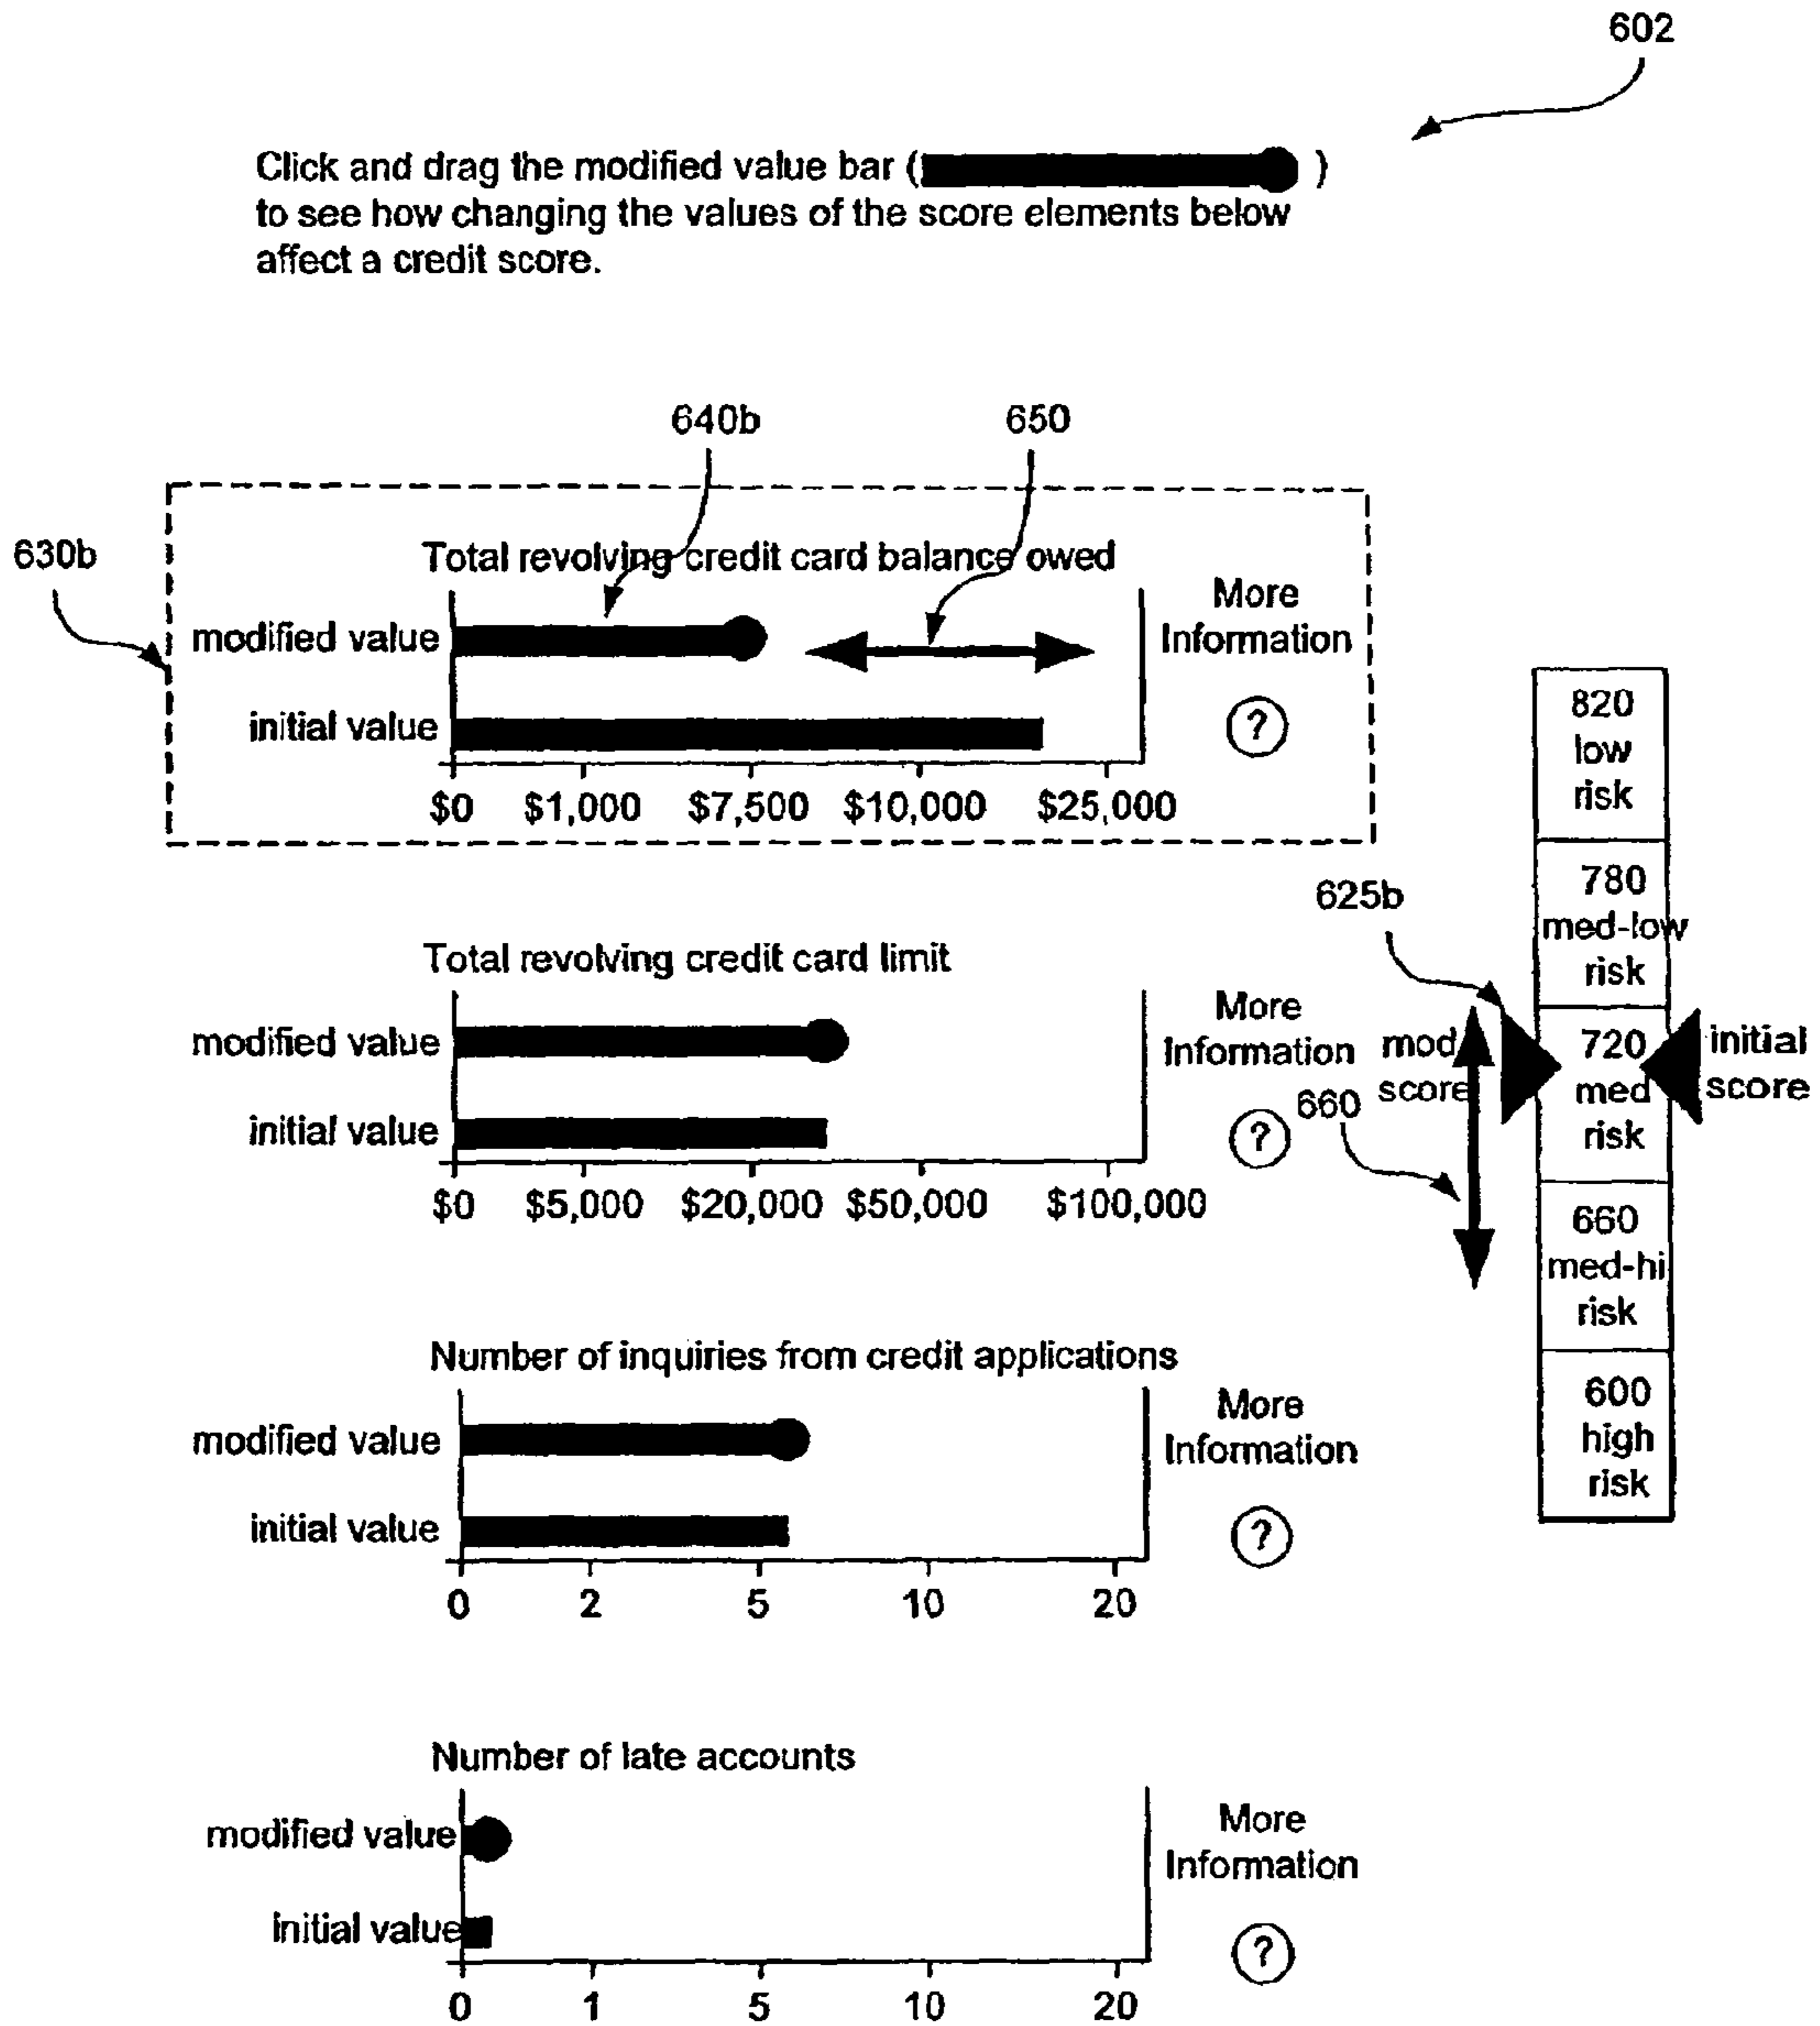 602
Click and drag the modified value bar ( )
to see how changing the values of the score elements below
affect a credit score.
640b
650
630b
Total revolving credit card balance owed
modified value
initial value
$0 $1,000 $7,500 $10,000 $25,000
More
Information
?
Total revolving credit card limit
modified value
initial value
$0 $5,000 $20,000 $50,000 $100,000
More
Information
?
Number of inquiries from credit applications
modified value
initial value
0 2 5 10 20
More
Information
?
Number of late accounts
modified value
initial value
0 1 5 10 20
More
Information
?
625b
mod
score
660
820
low
risk
780
med-low
risk
720
med
risk
660
med-hi
risk
600
high
risk
initial
score